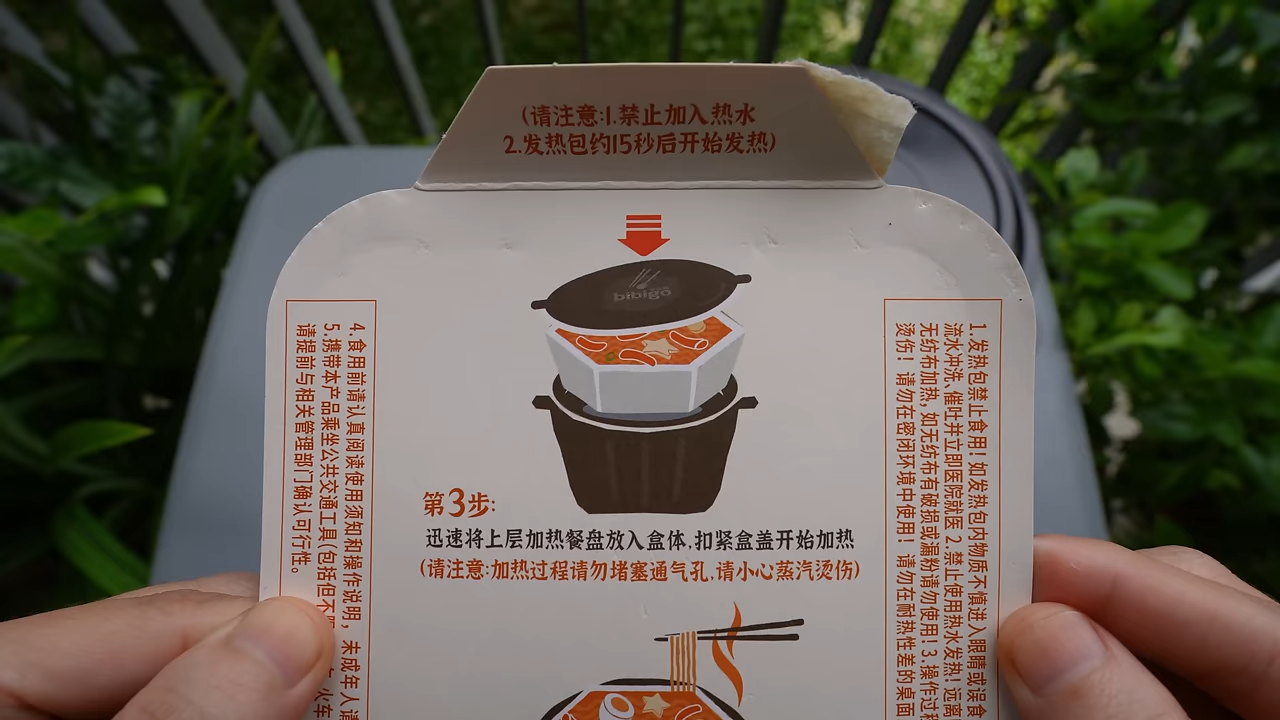 (请注意:1.禁止加入热水
2.发热包约15秒后开始发热)
bibigo
第3步:
迅速将上层加热餐盘放入盒体,扣紧盒盖开始加热
(请注意:加热过程请勿堵塞通气孔,请小心蒸汽烫伤)
1.发热包禁止食用！如发热包内物质不慎进入眼睛或误食
流水冲洗、催吐并立即医院就医 2.禁止使用热水发热！远离
无纺布加热,如无纺布有破损或漏粉请勿使用！3.操作过程
烫伤！请勿在密闭环境中使用！请勿在耐热性差的桌面
4.食用前请认真阅读使用须知和操作说明，未成年人请
5.携带本产品乘坐公共交通工具(包括但不限 火车
请提前与相关管理部门确认可行性。